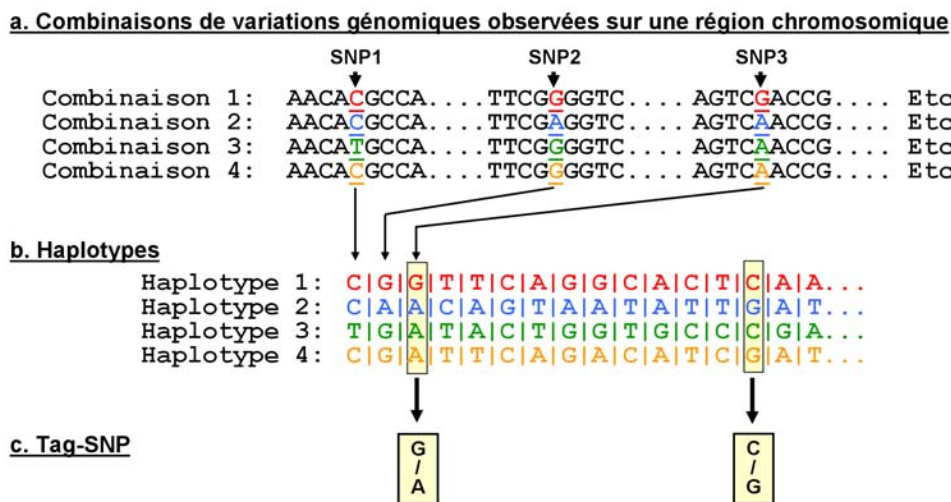 a. Combinaisons de variations génomiques observées sur une région chromosomique
SNP1 SNP2 SNP3
Combinaison 1: AACACGCCA....TTCGGGGTC....AGTCGACCG.... Etc
Combinaison 2: AACACGCCA....TTCGAGGTC....AGTCAACCG.... Etc
Combinaison 3: AACATGCCA....TTCGGGGTC....AGTCAACCG.... Etc
Combinaison 4: AACACGCCA....TTCGGGGTC....AGTCAACCG.... Etc
b. Haplotypes
Haplotype 1: C|G|G|T|T|C|A|G|G|C|A|C|T|C|A|A...
Haplotype 2: C|A|A|C|A|G|T|A|A|T|A|T|T|G|A|T...
Haplotype 3: T|G|A|T|A|C|T|G|G|T|G|C|C|C|G|A...
Haplotype 4: C|G|A|T|T|C|A|G|A|C|A|T|C|G|A|T...
c. Tag-SNP
G/A C/G